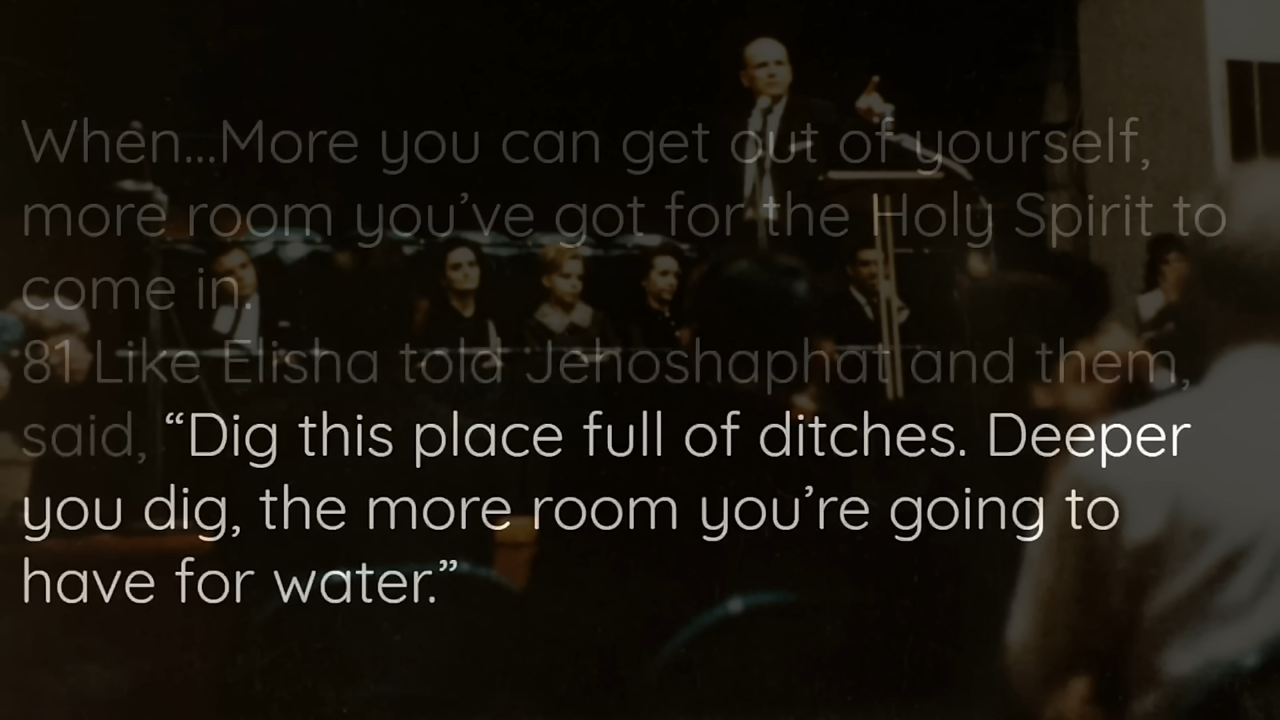 When...More you can get out of yourself,
more room you’ve got for the Holy Spirit to
come in.
81 Like Elisha told Jehoshaphat and them,
said, “Dig this place full of ditches. Deeper
you dig, the more room you’re going to
have for water.”